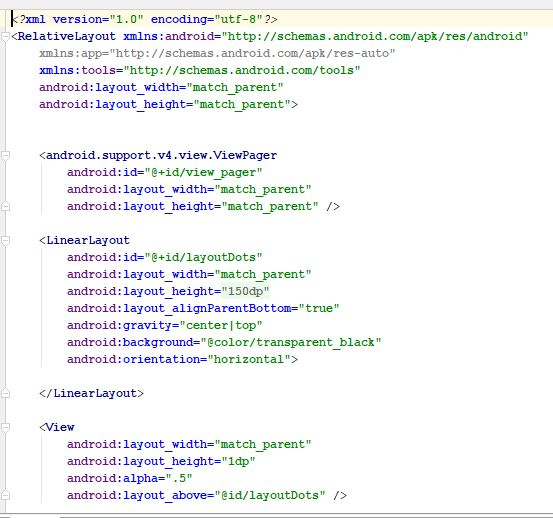 <?xml version="1.0" encoding="utf-8"?>
<RelativeLayout xmlns:android="http://schemas.android.com/apk/res/android"
    xmlns:app="http://schemas.android.com/apk/res-auto"
    xmlns:tools="http://schemas.android.com/tools"
    android:layout_width="match_parent"
    android:layout_height="match_parent">
    <android.support.v4.view.ViewPager
        android:id="@+id/view_pager"
        android:layout_width="match_parent"
        android:layout_height="match_parent" />
    <LinearLayout
        android:id="@+id/layoutDots"
        android:layout_width="match_parent"
        android:layout_height="150dp"
        android:layout_alignParentBottom="true"
        android:gravity="center|top"
        android:background="@color/transparent_black"
        android:orientation="horizontal">
    </LinearLayout>
    <View
        android:layout_width="match_parent"
        android:layout_height="1dp"
        android:alpha=".5"
        android:layout_above="@id/layoutDots" />